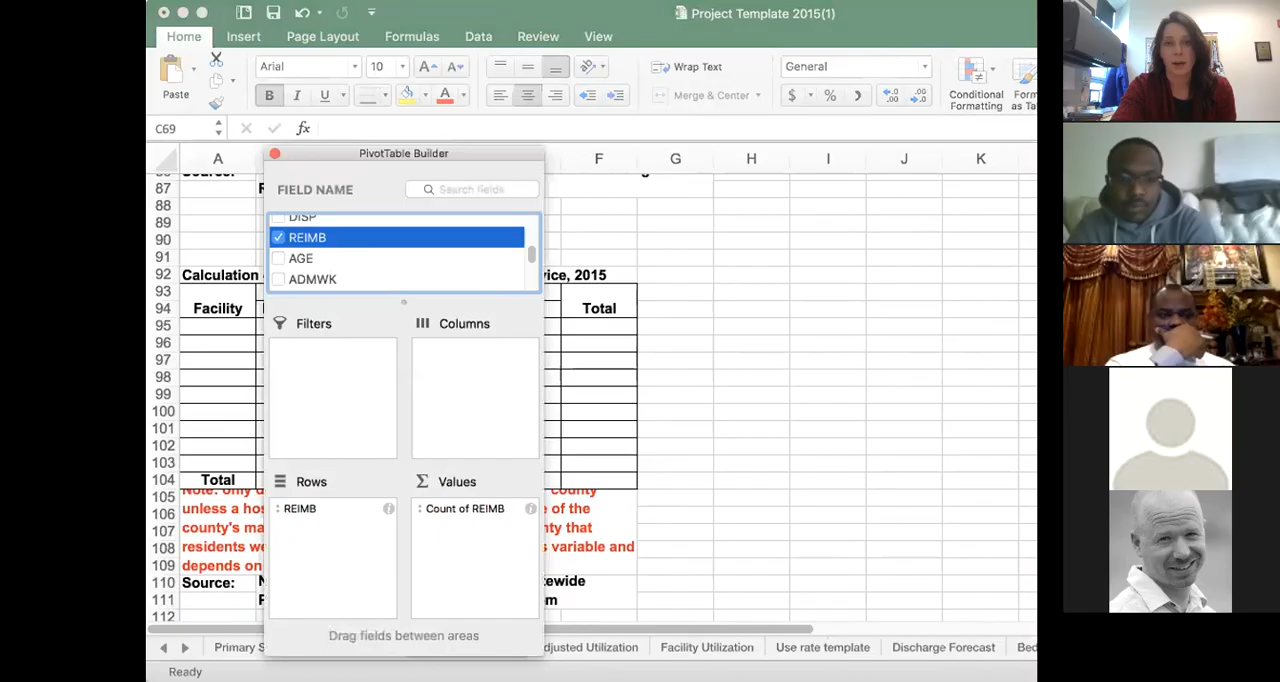 Project Template 2015(1)
Home Insert Page Layout Formulas Data Review View
Paste
Arial 10
Wrap Text
General
B I U A
Merge & Center
$ %
Conditional
Formatting
Form
as Ta
C69 fx
A F G H I J K
PivotTable Builder
FIELD NAME
Search fields
DISP
REIMB
AGE
ADMWK
Filters
Columns
Rows
Values
REIMB
Count of REIMB
Drag fields between areas
87
88
89
90
91
92 Calculation vice, 2015
93
94 Facility Total
95
96
97
98
99
100
101
102
103
104 Total
105 county
106 unless a hos e of the
107 county's ma nty that
108 residents we s variable and
109 depends on
110 Source: tewide
111 m
112
Primary S djusted Utilization Facility Utilization Use rate template Discharge Forecast Bed
Ready